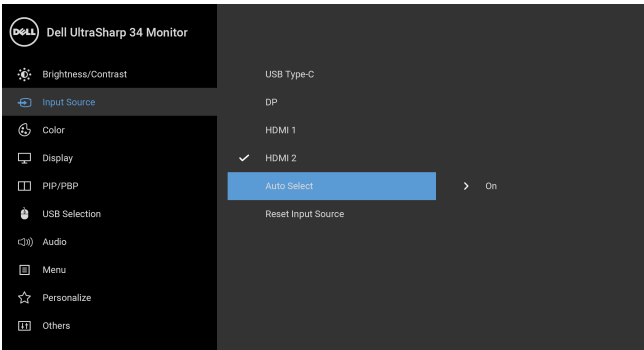 DELL Dell UltraSharp 34 Monitor
Brightness/Contrast
Input Source
Color
Display
PIP/PBP
USB Selection
Audio
Menu
Personalize
Others
USB Type-C
DP
HDMI 1
HDMI 2
Auto Select On
Reset Input Source